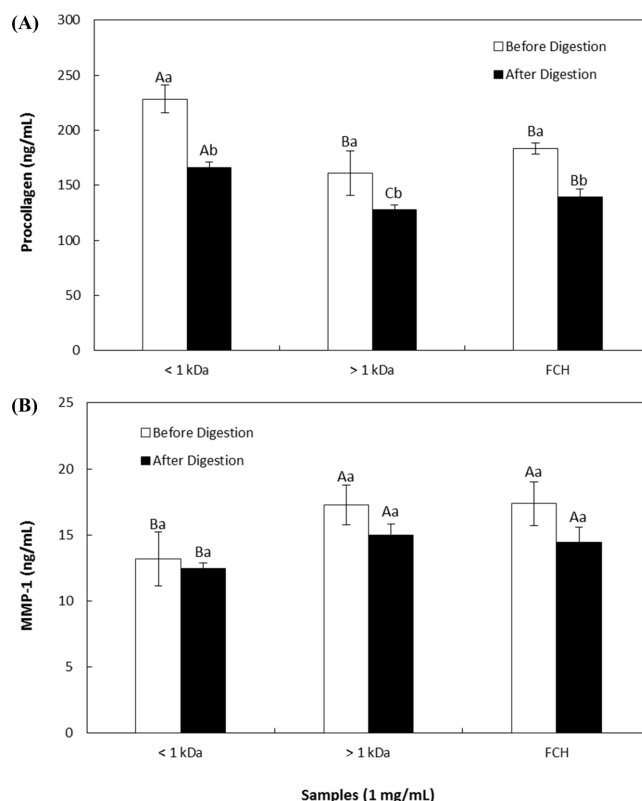 (A)
300
250
200
150
100
50
0
Procollagen (ng/mL)
Before Digestion
After Digestion
Aa
Ab
Ba
Cb
Ba
Bb
< 1 kDa
> 1 kDa
FCH
(B)
25
20
15
10
5
0
MMP-1 (ng/mL)
Before Digestion
After Digestion
Ba
Ba
Aa
Aa
Aa
Aa
< 1 kDa
> 1 kDa
FCH
Samples (1 mg/mL)